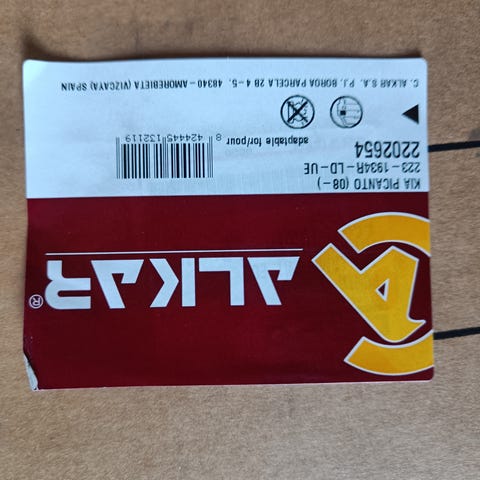 ALKAR®
KIA PICANTO (08-)
223-1934R-LD-UE
2202654
adaptable for/pour
8 424445 132119
C. ALKAR S.A. P.I. BOROA PARCELA 2B 4-5. 48340-AMOREBIETA (VIZCAYA) SPAIN